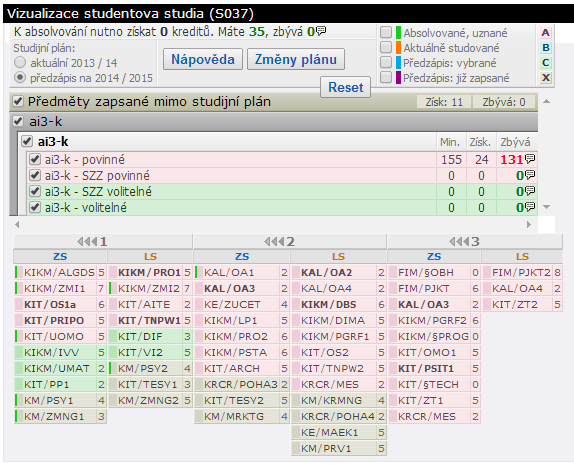 Vizualizace studentova studia (S037)
K absolvování nutno získat 0 kreditů. Máte 35, zbývá 0
Studijní plán:
aktuální 2013 / 14
předzápis na 2014 / 2015
Nápověda
Změny plánu
Reset
Absolvované, uznané
Aktuálně studované
Předzápis: vybrané
Předzápis: již zapsané
A
B
C
X
Předměty zapsané mimo studijní plán Získ.: 11 Zbývá: 0
ai3-k
ai3-k Min. Získ. Zbývá
ai3-k - povinné 155 24 131
ai3-k - SZZ povinné 0 0 0
ai3-k - SZZ volitelné 0 0 0
ai3-k - volitelné 0 0 0
1 2 3
ZS LS ZS LS ZS LS
KIKM/ALGDS 5 KIKM/PRO1 5 KAL/OA1 2 KAL/OA2 2 FIM/§OBH 0 FIM/PJKT2 8
KIKM/ZMI1 7 KIKM/ZMI2 7 KAL/OA3 2 KAL/OA4 2 FIM/PJKT 6 KAL/OA4 2
KIT/OS1a 6 KIT/AITE 2 KE/ZUCET 4 KIKM/DBS 6 KAL/OA3 2 KIT/ZT2 5
KIT/PRIPO 5 KIT/TNPW1 5 KIKM/LP1 5 KIKM/DIMA 6 KIKM/PGRF2 6
KIT/UOMO 5 KIT/DIF 3 KIKM/PRO2 6 KIKM/PGRF1 5 KIKM/§PROG 0
KIKM/IVV 5 KIT/VI2 5 KIKM/PSTA 6 KIT/OS2 5 KIT/OMO1 5
KIKM/UMAT 2 KM/PSY2 4 KIT/ARCH 5 KIT/TNPW2 5 KIT/PSIT1 5
KIT/PP1 2 KIT/TESY1 3 KRCR/POHA3 2 KRCR/MES 2 KIT/§TECH 0
KM/PSY1 4 KM/ZMNG2 5 KIT/TESY2 5 KM/KRMNG 4 KIT/ZT1 5
KM/ZMNG1 3 KM/MRKTG 4 KRCR/POHA4 2 KRCR/MES 2
KE/MAEK1 5
KM/PRV1 5